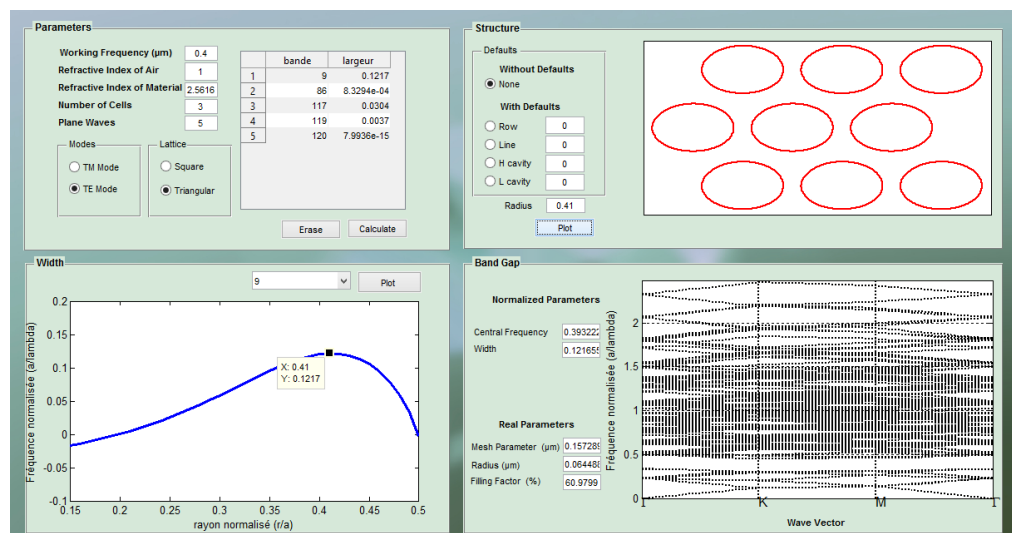 Parameters
Working Frequency (µm) 0.4
Refractive Index of Air 1
Refractive Index of Material 2.5616
Number of Cells 3
Plane Waves 5
Modes
TM Mode
TE Mode
Lattice
Square
Triangular
bande largeur
1 9 0.1217
2 86 8.3294e-04
3 117 0.0304
4 119 0.0037
5 120 7.9936e-15
Erase Calculate
Structure
Defaults
Without Defaults
None
With Defaults
Row 0
Line 0
H cavity 0
L cavity 0
Radius 0.41
Plot
Width
9 Plot
0.2
0.15
0.1
0.05
0
-0.05
-0.1
Fréquence normalisée (a/lambda)
X: 0.41
Y: 0.1217
0.15 0.2 0.25 0.3 0.35 0.4 0.45 0.5
rayon normalisé (r/a)
Band Gap
Normalized Parameters
Central Frequency 0.393222
Width 0.121655
Real Parameters
Mesh Parameter (µm) 0.157289
Radius (µm) 0.064488
Filling Factor (%) 60.9799
Fréquence normalisée (a/lambda)
2
1.5
1
0.5
0
Γ K M Γ
Wave Vector